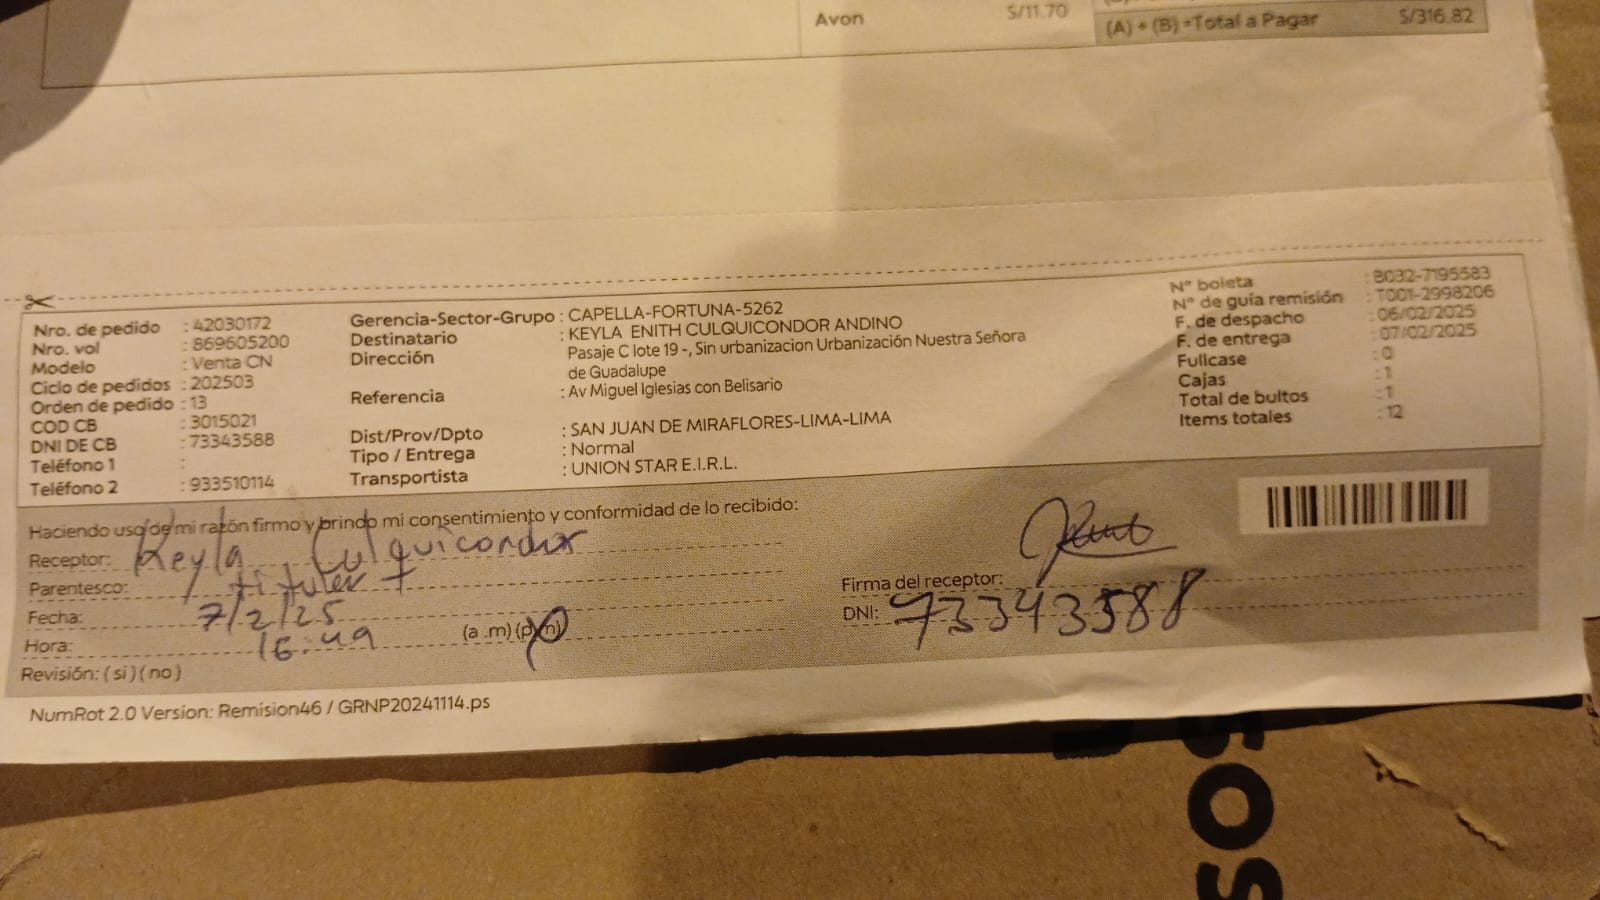 Avon S/11.70
(A) + (B) =Total a Pagar S/316.82
Nro. de pedido : 42030172
Nro. vol : 869605200
Modelo : Venta CN
Ciclo de pedidos : 202503
Orden de pedido : 13
COD CB : 3015021
DNI DE CB : 73343588
Teléfono 1 :
Teléfono 2 : 933510114
Gerencia-Sector-Grupo : CAPELLA-FORTUNA-5262
Destinatario : KEYLA ENITH CULQUICONDOR ANDINO
Dirección Pasaje C lote 19 -, Sin urbanizacion Urbanización Nuestra Señora
de Guadalupe
Referencia : Av Miguel Iglesias con Belisario
Dist/Prov/Dpto : SAN JUAN DE MIRAFLORES-LIMA-LIMA
Tipo / Entrega : Normal
Transportista : UNION STAR E.I.R.L.
N° boleta : B032-7195583
N° de guía remisión : T001-2998206
F. de despacho : 06/02/2025
F. de entrega : 07/02/2025
Fullcase : 0
Cajas : 1
Total de bultos : 1
Items totales : 12
Haciendo uso de mi razón firmo y brindo mi consentimiento y conformidad de lo recibido:
Receptor: Keyla Culquicondor
Parentesco: titular
Fecha: 7/2/25
Hora: 16:49 (a .m) (p.m)
Revisión: ( si ) ( no )
Firma del receptor:
DNI: 73343588
NumRot 2.0 Version: Remision46 / GRNP20241114.ps